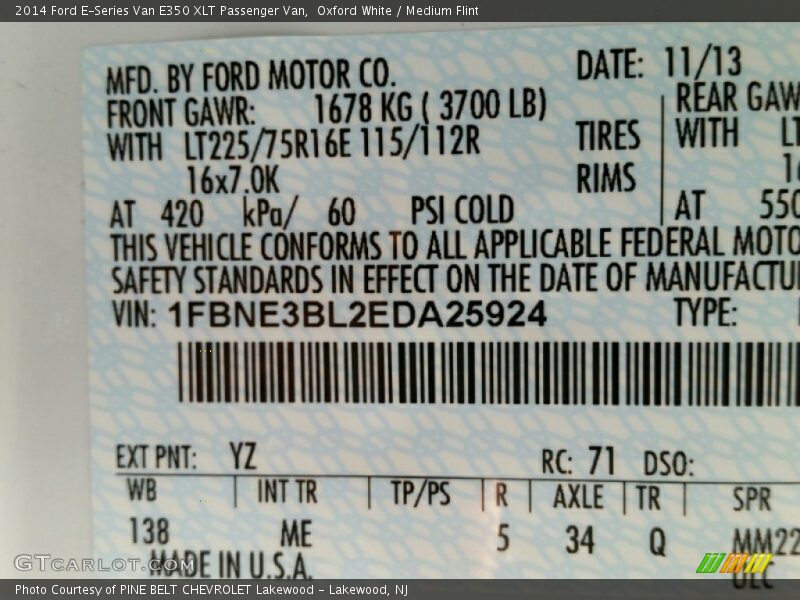 2014 Ford E-Series Van E350 XLT Passenger Van,  Oxford White / Medium Flint
MFD. BY FORD MOTOR CO.    DATE: 11/13
FRONT GAWR:    1678 KG ( 3700 LB)    REAR GAW
WITH LT225/75R16E 115/112R    TIRES    WITH LT
16x7.0K    RIMS    16
AT 420 kPa/ 60 PSI COLD    AT 550
THIS VEHICLE CONFORMS TO ALL APPLICABLE FEDERAL MOTO
SAFETY STANDARDS IN EFFECT ON THE DATE OF MANUFACTU
VIN: 1FBNE3BL2EDA25924    TYPE:
EXT PNT: YZ    RC: 71 DSO:
WB    INT TR    TP/PS    R    AXLE    TR    SPR
138    ME    5    34    Q    MM22
MADE IN U.S.A.    ULC
GTCARLOT.COM
Photo Courtesy of PINE BELT CHEVROLET Lakewood - Lakewood, NJ